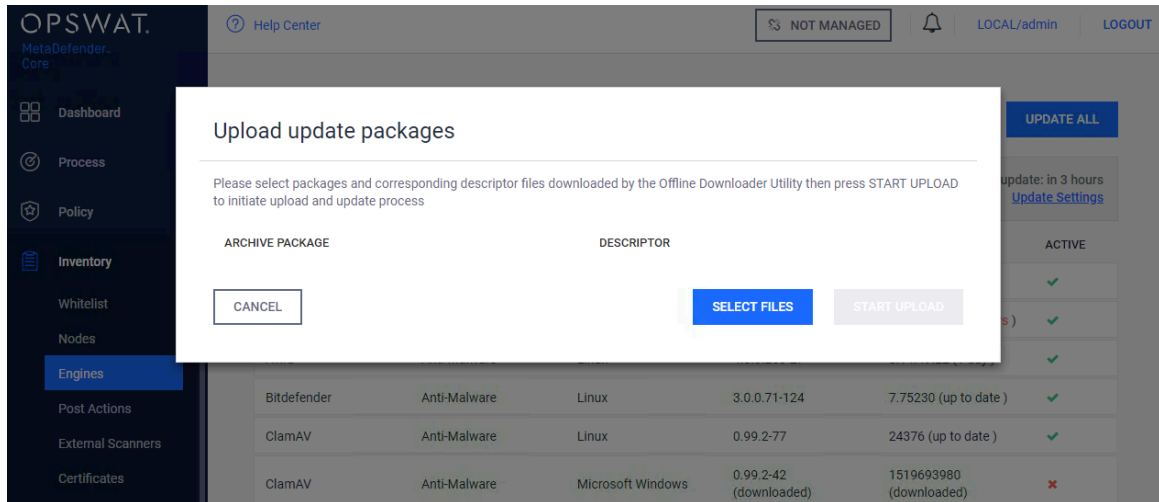 OPSWAT.
MetaDefender
Core
Help Center
NOT MANAGED
LOCAL/admin
LOGOUT
Dashboard
Process
Policy
Inventory
Whitelist
Nodes
Engines
Post Actions
External Scanners
Certificates
UPDATE ALL
update: in 3 hours
Update Settings
ACTIVE
Upload update packages
Please select packages and corresponding descriptor files downloaded by the Offline Downloader Utility then press START UPLOAD
to initiate upload and update process
ARCHIVE PACKAGE DESCRIPTOR
CANCEL SELECT FILES START UPLOAD
s )
Bitdefender Anti-Malware Linux 3.0.0.71-124 7.75230 (up to date )
ClamAV Anti-Malware Linux 0.99.2-77 24376 (up to date )
ClamAV Anti-Malware Microsoft Windows 0.99.2-42 1519693980
(downloaded) (downloaded)